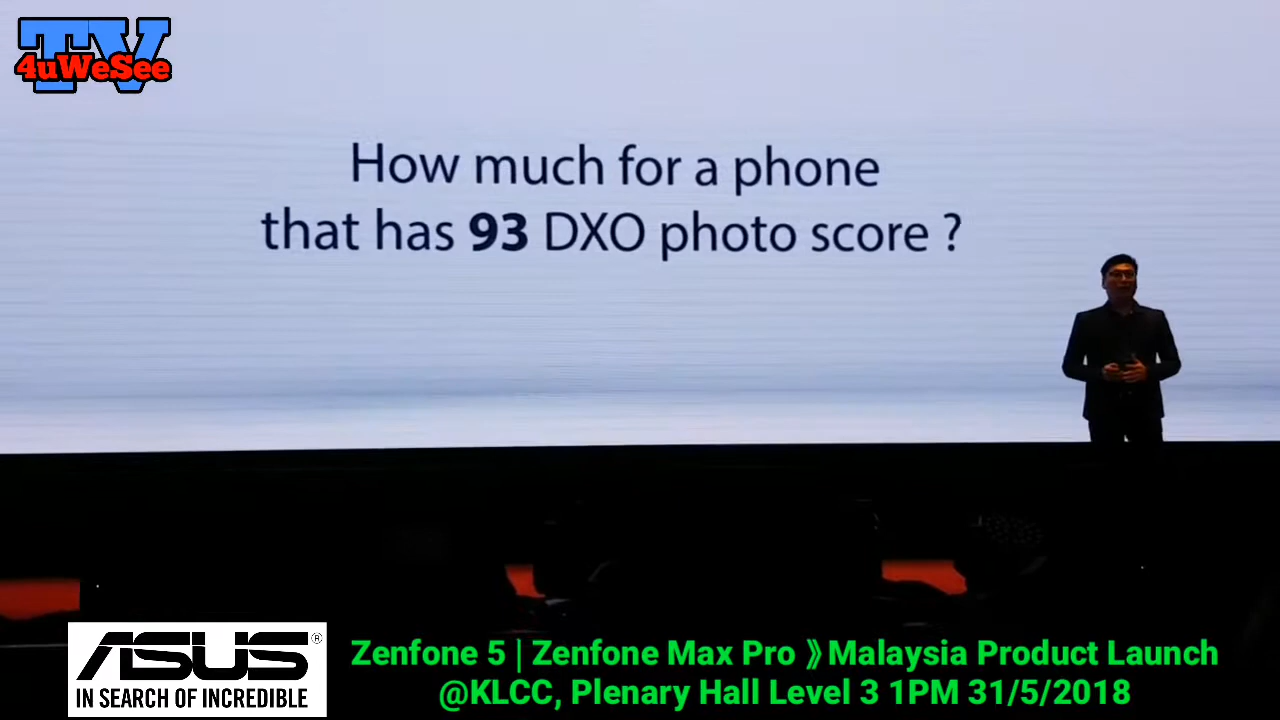 TV
4uWeSee
How much for a phone
that has 93 DXO photo score ?
ASUS®
IN SEARCH OF INCREDIBLE
Zenfone 5 | Zenfone Max Pro 》Malaysia Product Launch
@KLCC, Plenary Hall Level 3 1PM 31/5/2018